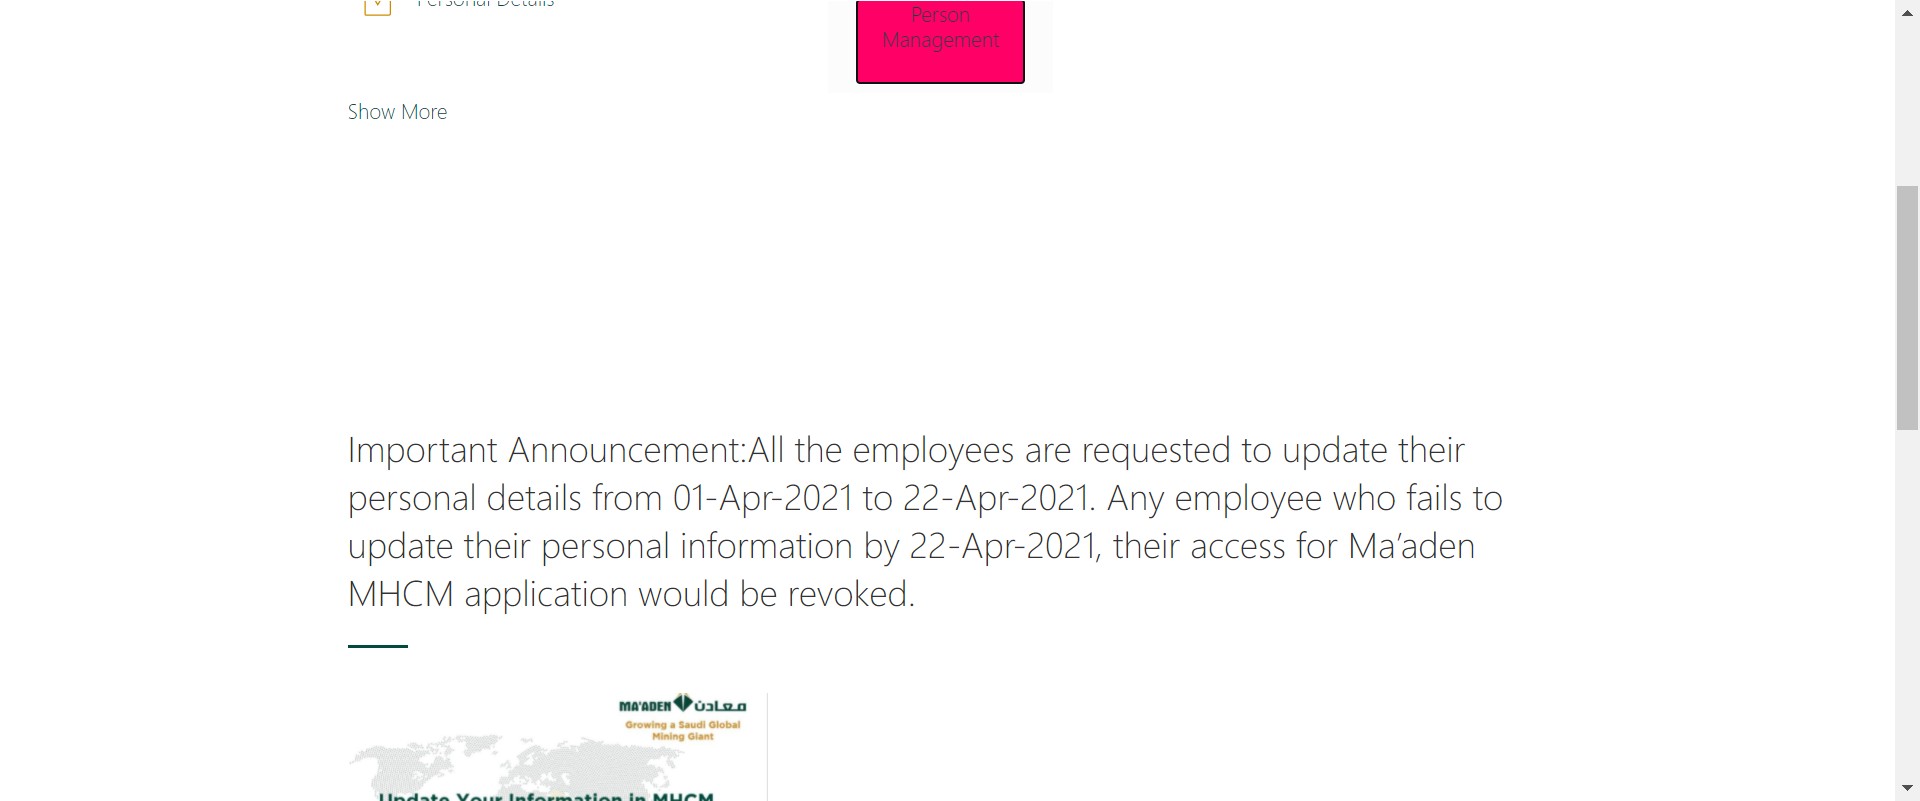 Personal Details
Person
Management
Show More
Important Announcement:All the employees are requested to update their
personal details from 01-Apr-2021 to 22-Apr-2021. Any employee who fails to
update their personal information by 22-Apr-2021, their access for Ma’aden
MHCM application would be revoked.
MA'ADEN معادن
Growing a Saudi Global
Mining Giant
Update Your Information in MHCM